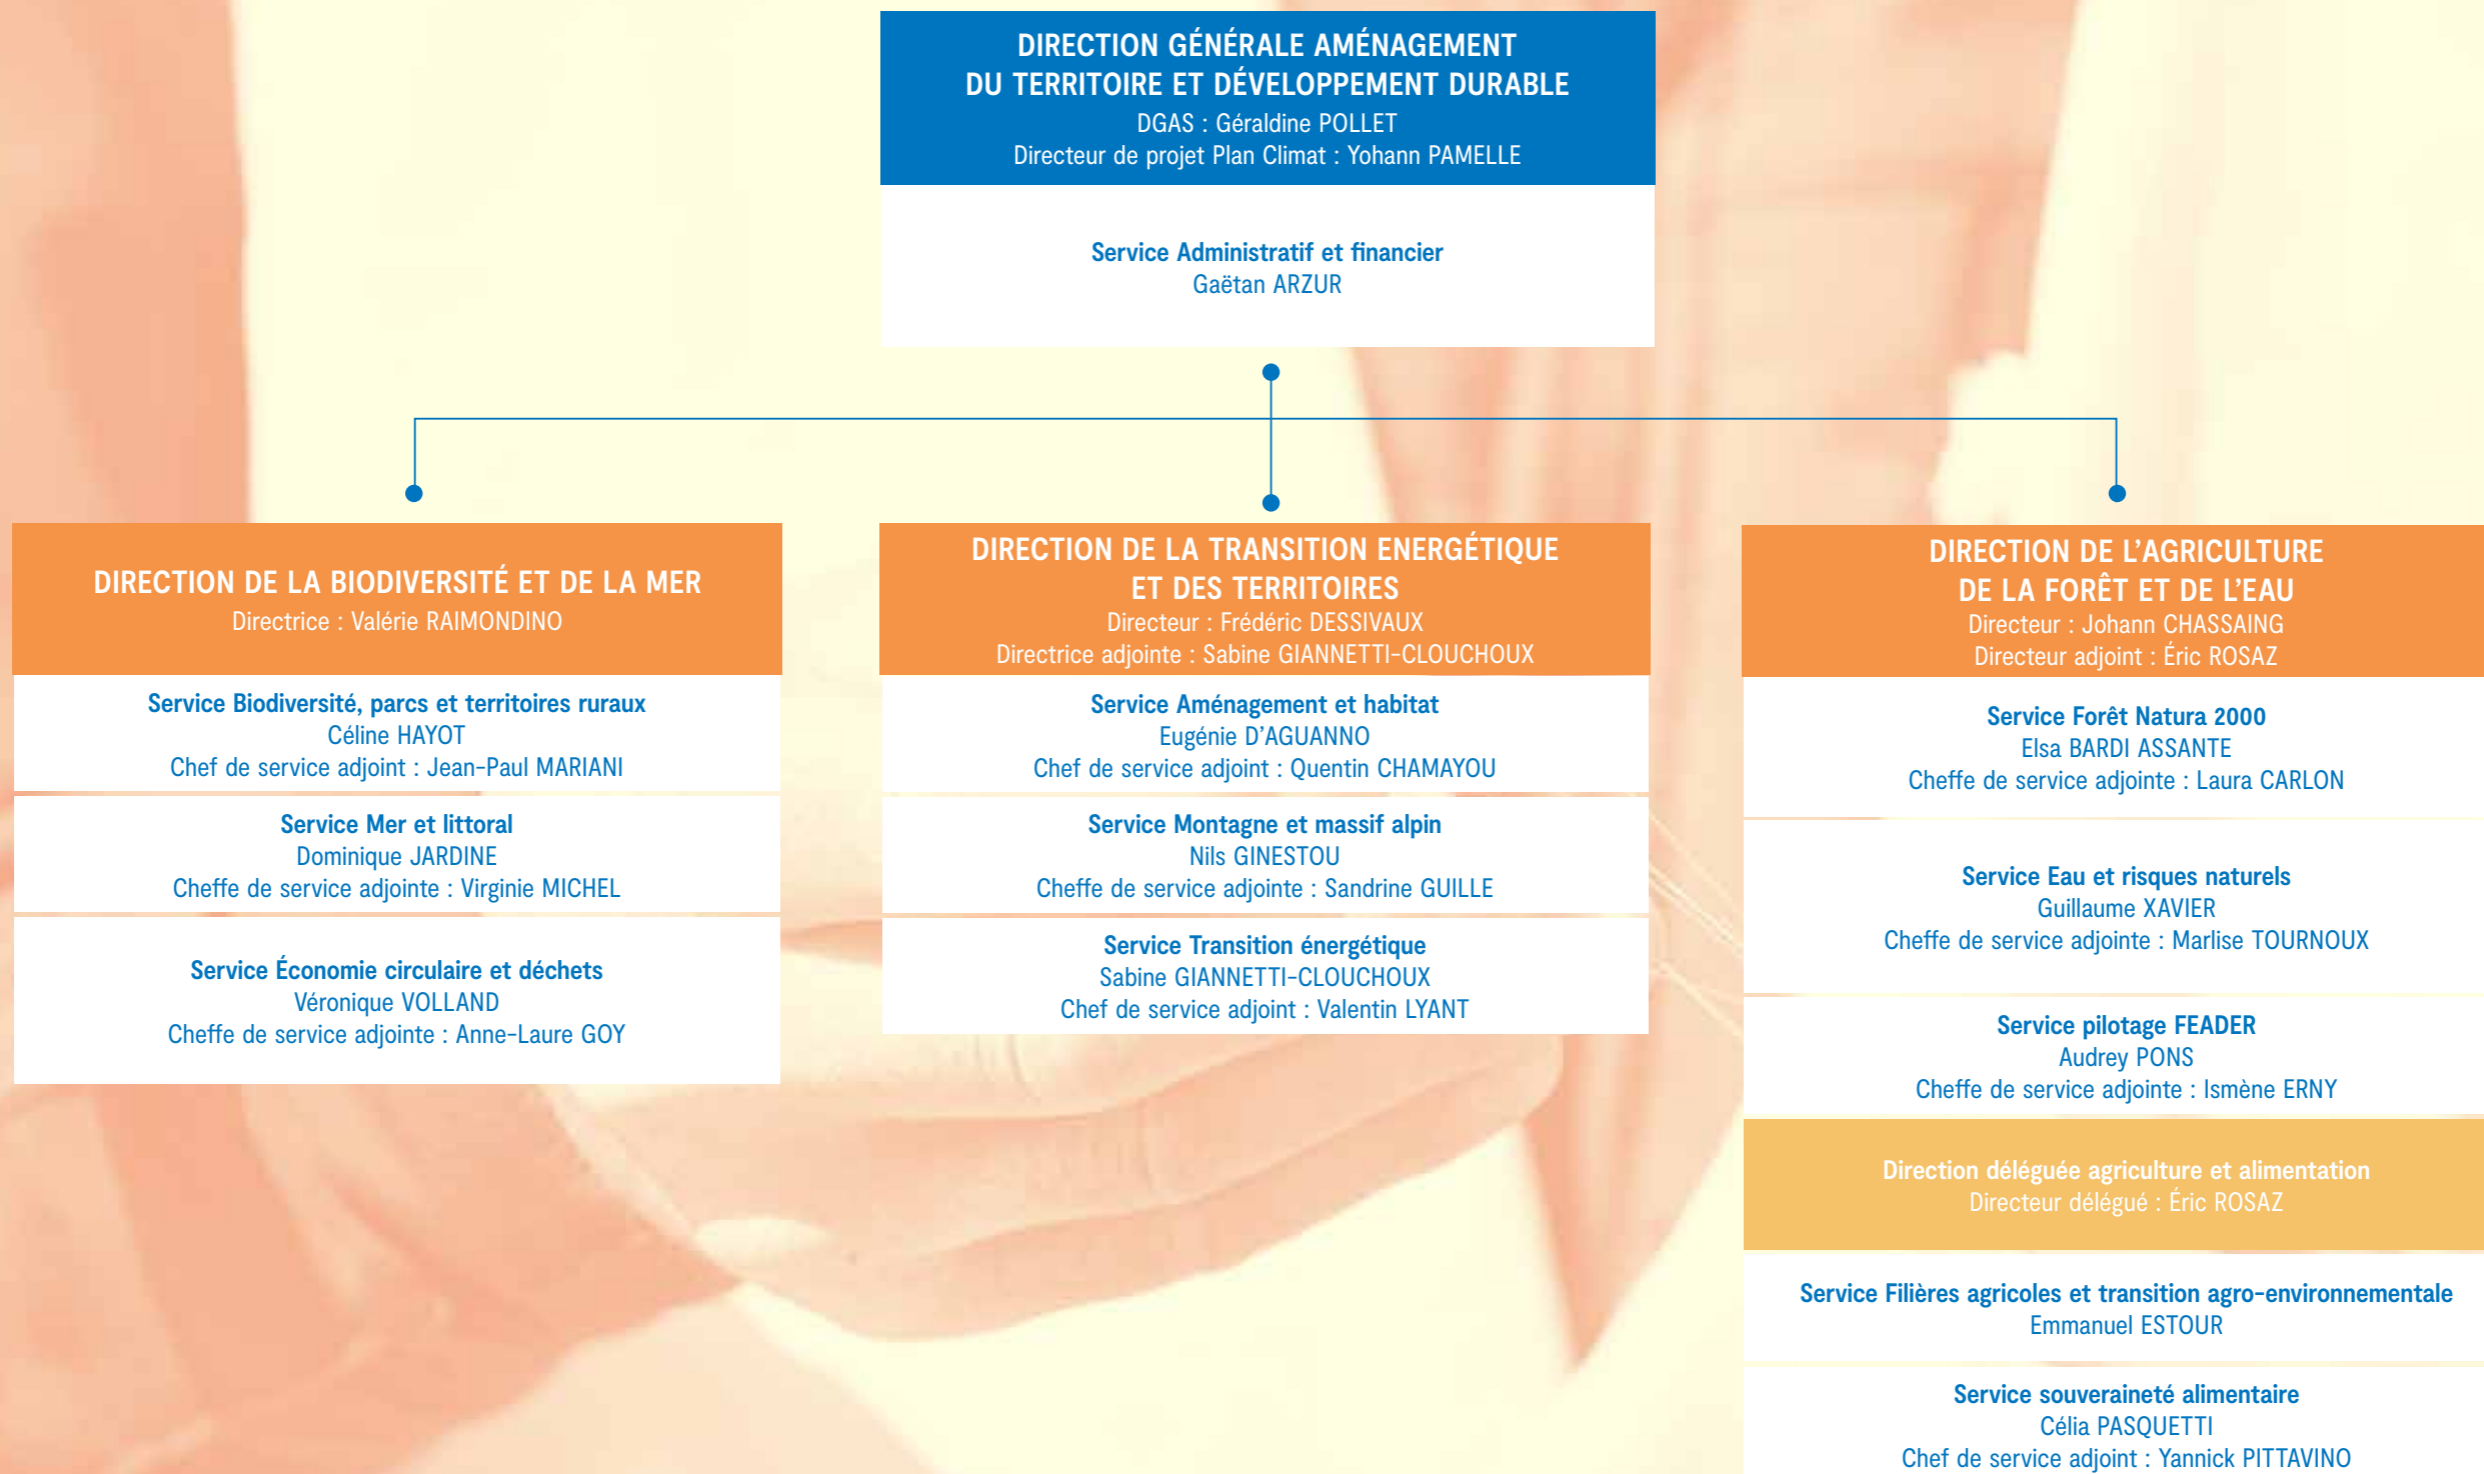 DIRECTION GÉNÉRALE AMÉNAGEMENT
DU TERRITOIRE ET DÉVELOPPEMENT DURABLE
DGAS : Géraldine POLLET
Directeur de projet Plan Climat : Yohann PAMELLE
Service Administratif et financier
Gaëtan ARZUR
DIRECTION DE LA BIODIVERSITÉ ET DE LA MER
Directrice : Valérie RAIMONDINO
Service Biodiversité, parcs et territoires ruraux
Céline HAYOT
Chef de service adjoint : Jean-Paul MARIANI
Service Mer et littoral
Dominique JARDINE
Cheffe de service adjointe : Virginie MICHEL
Service Économie circulaire et déchets
Véronique VOLLAND
Cheffe de service adjointe : Anne-Laure GOY
DIRECTION DE LA TRANSITION ENERGÉTIQUE
ET DES TERRITOIRES
Directeur : Frédéric DESSIVAUX
Directrice adjointe : Sabine GIANNETTI-CLOUCHOUX
Service Aménagement et habitat
Eugénie D’AGUANNO
Chef de service adjoint : Quentin CHAMAYOU
Service Montagne et massif alpin
Nils GINESTOU
Cheffe de service adjointe : Sandrine GUILLE
Service Transition énergétique
Sabine GIANNETTI-CLOUCHOUX
Chef de service adjoint : Valentin LYANT
DIRECTION DE L’AGRICULTURE
DE LA FORÊT ET DE L’EAU
Directeur : Johann CHASSAING
Directeur adjoint : Éric ROSAZ
Service Forêt Natura 2000
Elsa BARDI ASSANTE
Cheffe de service adjointe : Laura CARLON
Service Eau et risques naturels
Guillaume XAVIER
Cheffe de service adjointe : Marlise TOURNOUX
Service pilotage FEADER
Audrey PONS
Cheffe de service adjointe : Ismène ERNY
Direction déléguée agriculture et alimentation
Directeur délégué : Éric ROSAZ
Service Filières agricoles et transition agro-environnementale
Emmanuel ESTOUR
Service souveraineté alimentaire
Célia PASQUETTI
Chef de service adjoint : Yannick PITTAVINO